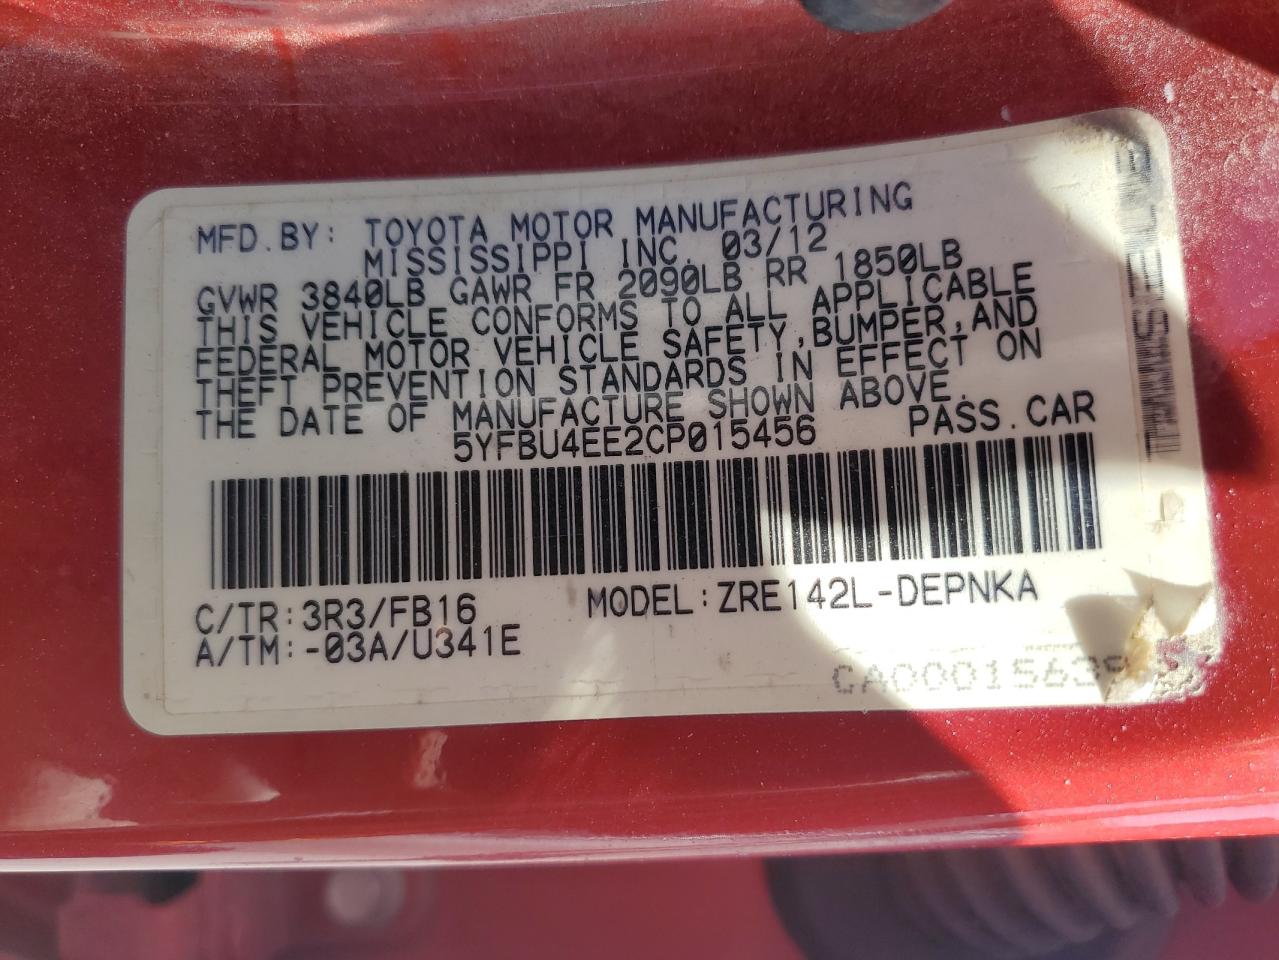 MFD.BY: TOYOTA MOTOR MANUFACTURING
MISSISSIPPI INC. 03/12
GVWR 3840LB GAWR FR 2090LB RR 1850LB
THIS VEHICLE CONFORMS TO ALL APPLICABLE
FEDERAL MOTOR VEHICLE SAFETY,BUMPER,AND
THEFT PREVENTION STANDARDS IN EFFECT ON
THE DATE OF MANUFACTURE SHOWN ABOVE.
5YFBU4EE2CP015456 PASS.CAR
C/TR:3R3/FB16 MODEL:ZRE142L-DEPNKA
A/TM:-03A/U341E